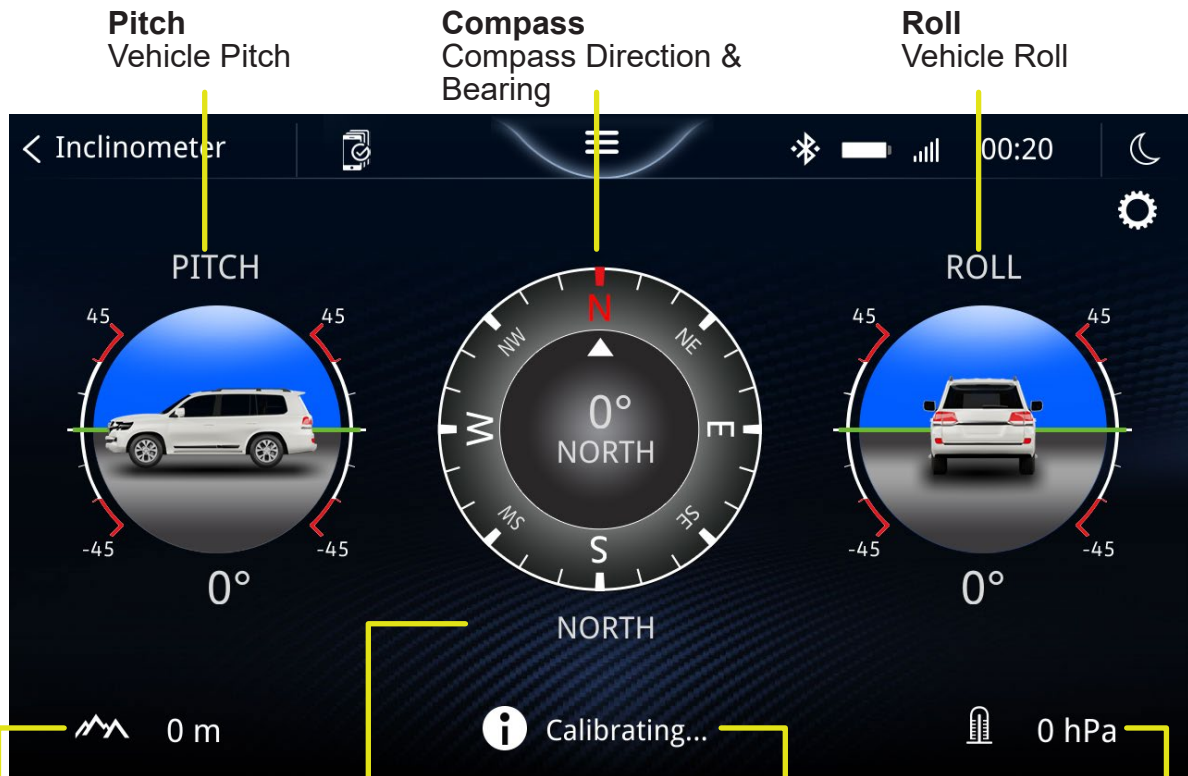 Pitch
Vehicle Pitch
Compass
Compass Direction &
Bearing
Roll
Vehicle Roll
Inclinometer
00:20
PITCH
ROLL
45
45
-45
-45
0°
N
NE
E
SE
S
SW
W
NW
0°
NORTH
NORTH
45
45
-45
-45
0°
0 m
i
Calibrating...
0 hPa